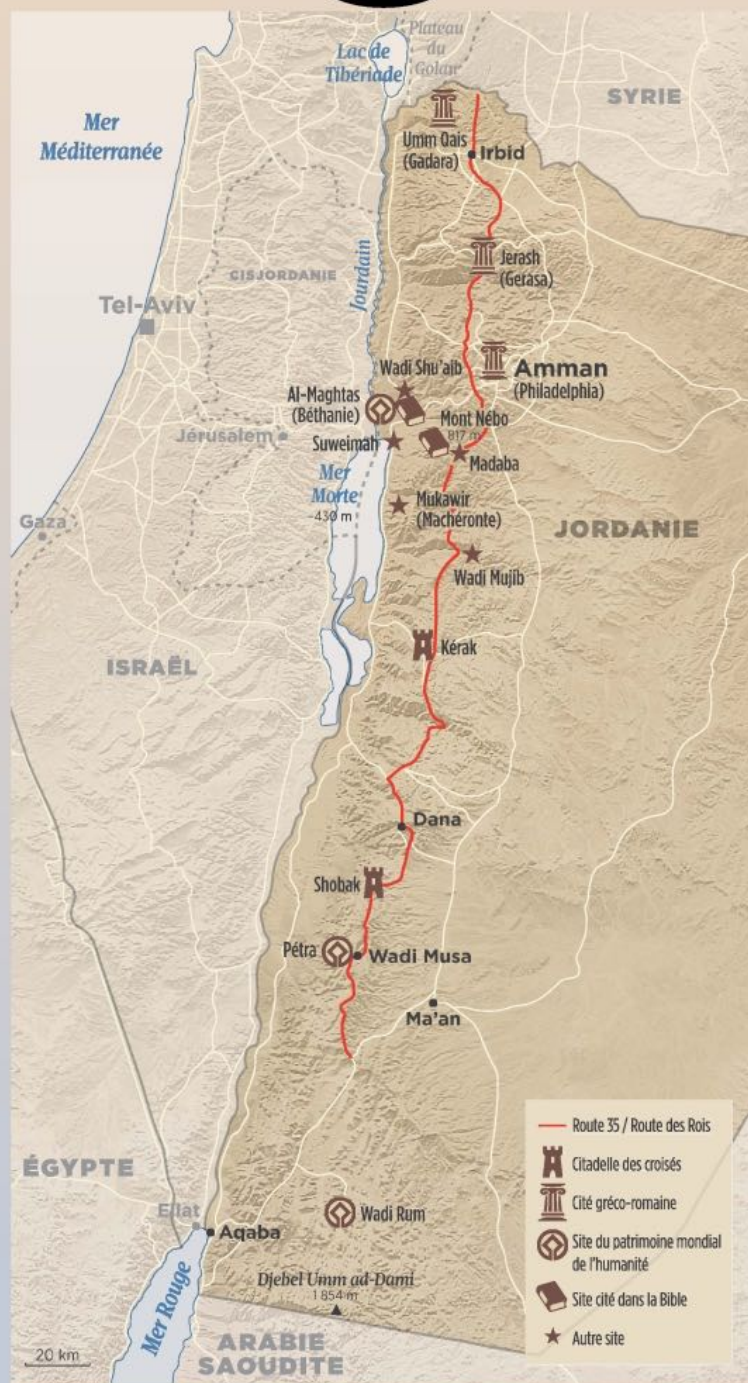 Plateau
du
Golan
Lac de
Tibériade
SYRIE
Mer
Méditerranée
Umm Qais
(Gadara)
Irbid
Jourdain
Jerash
(Gerasa)
CISJORDANIE
Tel-Aviv
Wadi Shu'aib
Amman
(Philadelphia)
Al-Maghtas
(Béthanie)
Mont Nébo
817 m
Jérusalem
Suweimah
Madaba
Mer
Morte
-430 m
Mukawir
(Machéronte)
Gaza
JORDANIE
Wadi Mujib
Kérak
ISRAËL
Dana
Shobak
Pétra
Wadi Musa
Ma'an
ÉGYPTE
Eilat
Aqaba
Wadi Rum
Mer Rouge
Djebel Umm ad-Dami
1 854 m
ARABIE
SAOUDITE
20 km
Route 35 / Route des Rois
Citadelle des croisés
Cité gréco-romaine
Site du patrimoine mondial
de l'humanité
Site cité dans la Bible
Autre site